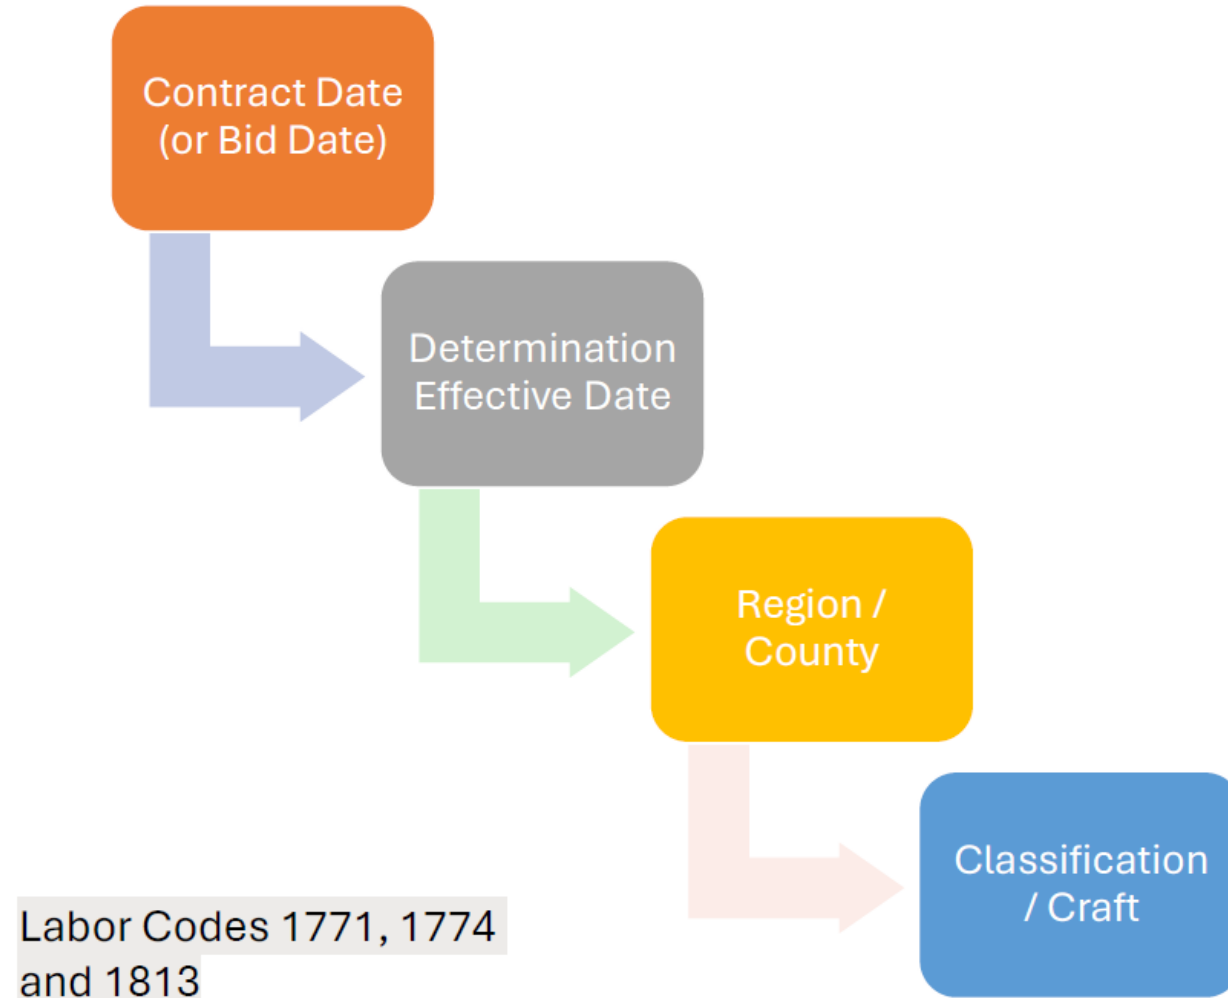 Contract Date
(or Bid Date)
Determination
Effective Date
Region /
County
Classification
/ Craft
Labor Codes 1771, 1774
and 1813